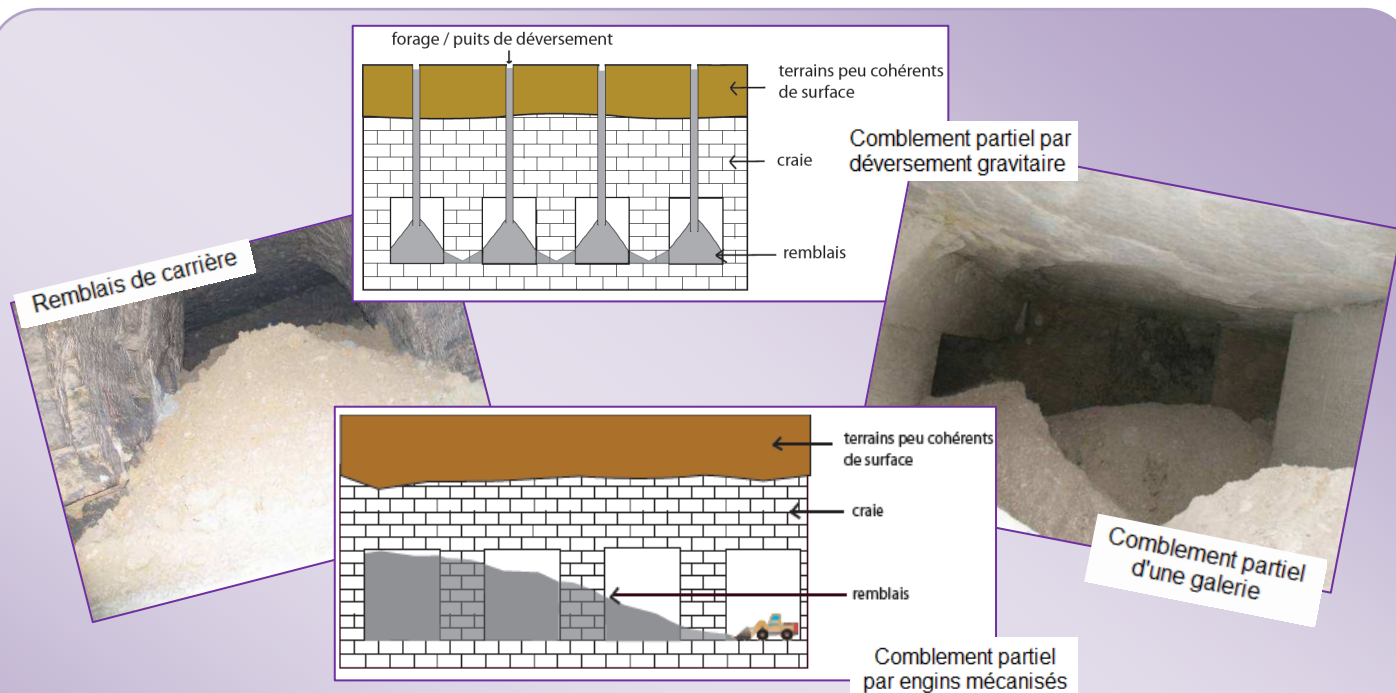 forage / puits de déversement
terrains peu cohérents
de surface
craie
remblais
Comblement partiel par
déversement gravitaire
Remblais de carrière
terrains peu cohérents
de surface
craie
remblais
Comblement partiel
par engins mécanisés
Comblement partiel
d'une galerie